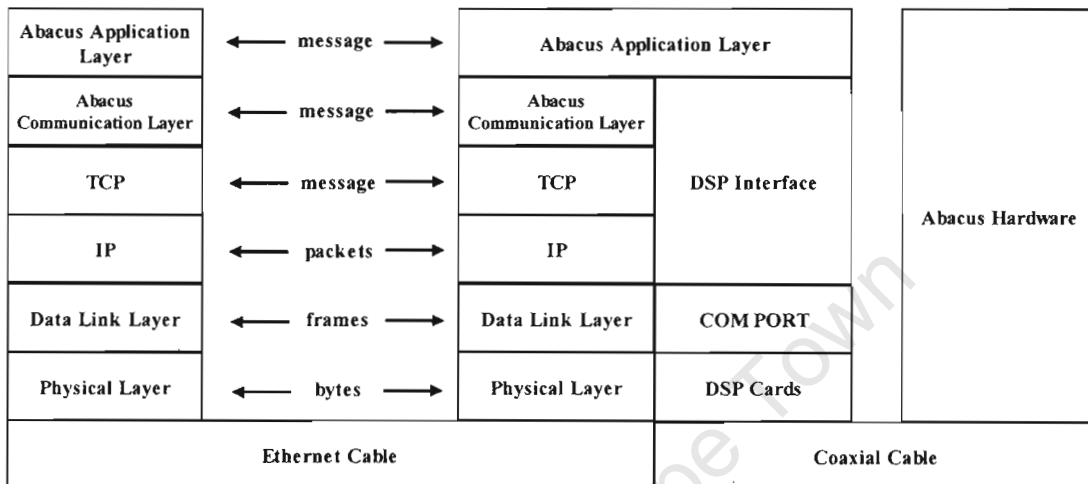 Abacus Application
Layer
message
Abacus Application Layer
Abacus
Communication Layer
message
Abacus
Communication Layer
TCP
message
TCP
DSP Interface
Abacus Hardware
IP
packets
IP
Data Link Layer
frames
Data Link Layer
COM PORT
Physical Layer
bytes
Physical Layer
DSP Cards
Ethernet Cable
Coaxial Cable
Town